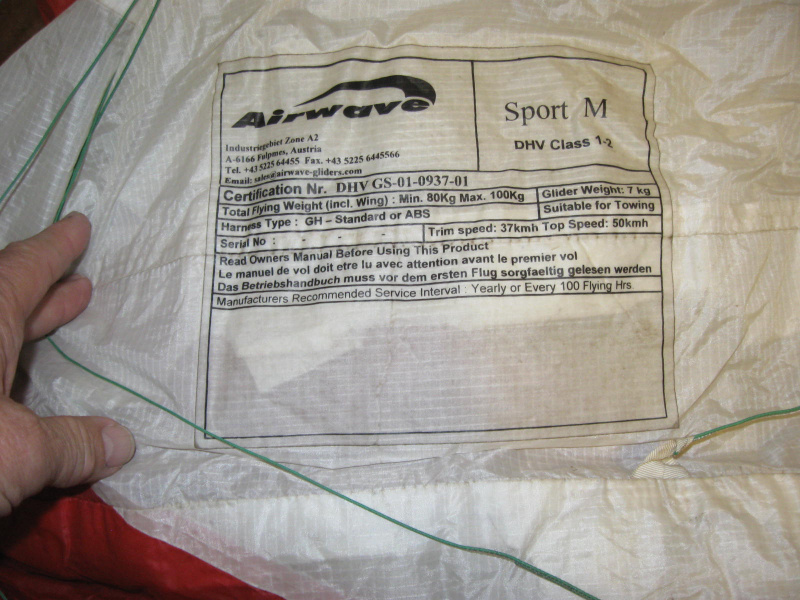 Airwave
Industriegebiet Zone A2
A-6166 Fulpmes, Austria
Tel. +43 5225 64455 Fax. +43 5225 6445566
Email: sales@airwave-gliders.com
Sport M
DHV Class 1-2
Certification Nr. DHV GS-01-0937-01
Total Flying Weight (incl. Wing) : Min. 80Kg Max. 100Kg
Glider Weight: 7 kg
Harness Type : GH – Standard or ABS
Suitable for Towing
Serial No : - - - -
Trim speed: 37kmh Top Speed: 50kmh
Read Owners Manual Before Using This Product
Le manuel de vol doit etre lu avec attention avant le premier vol
Das Betriebshandbuch muss vor dem ersten Flug sorgfaeltig gelesen werden
Manufacturers Recommended Service Interval : Yearly or Every 100 Flying Hrs